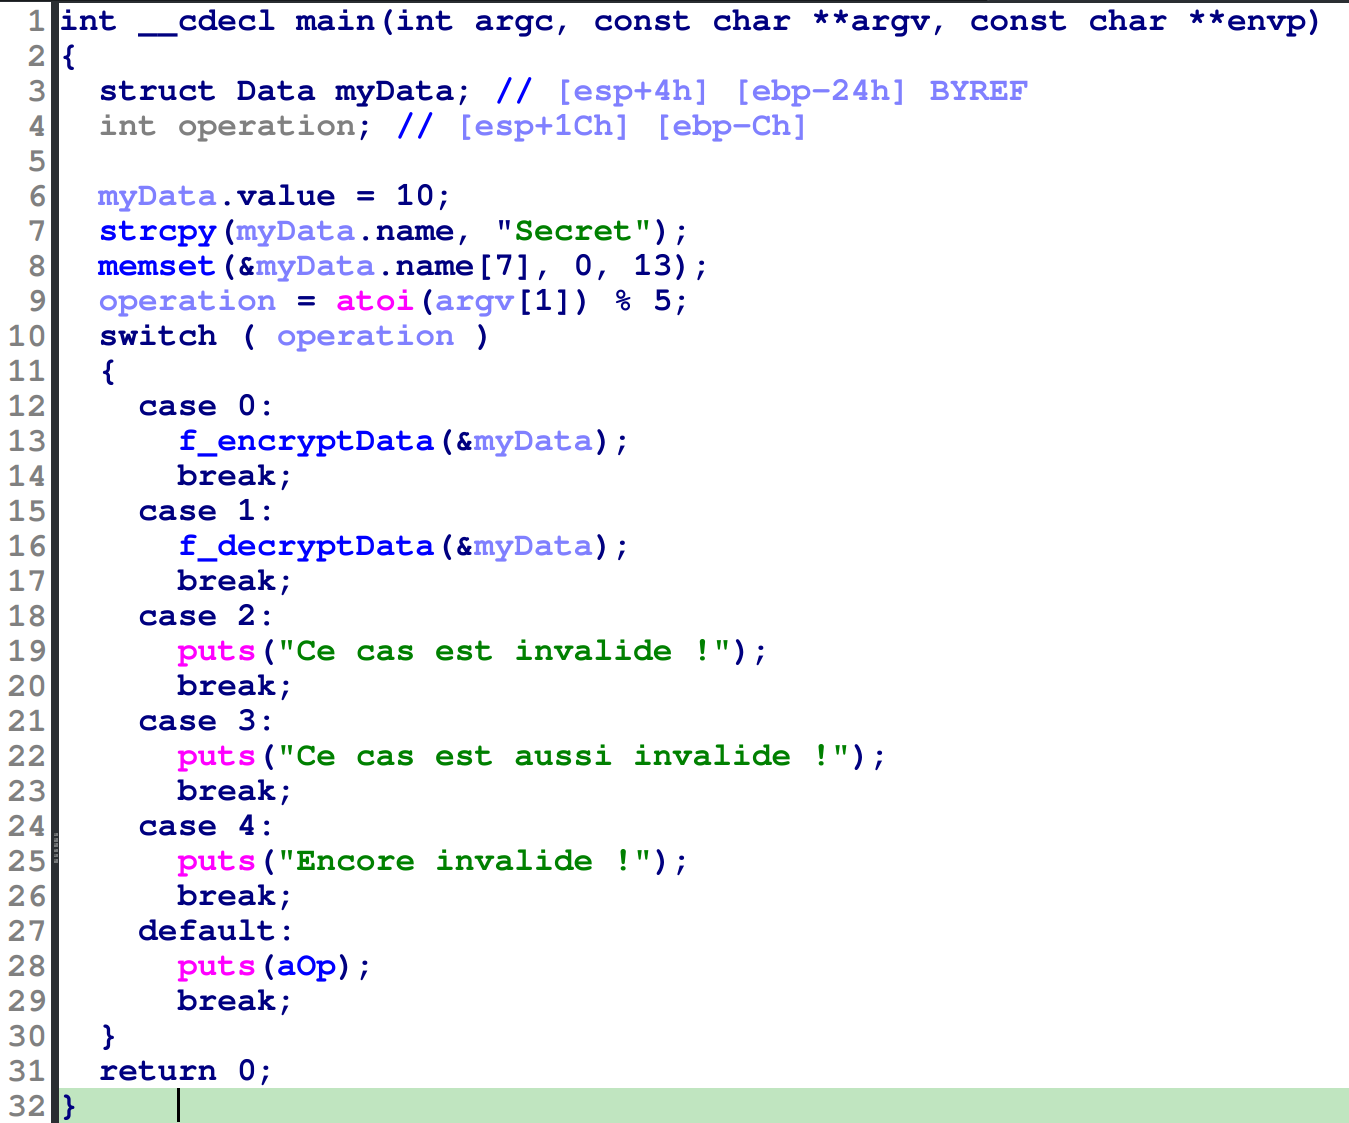 1 int __cdecl main(int argc, const char **argv, const char **envp)
2 {
3   struct Data myData; // [esp+4h] [ebp-24h] BYREF
4   int operation; // [esp+1Ch] [ebp-Ch]
5
6   myData.value = 10;
7   strcpy(myData.name, "Secret");
8   memset(&myData.name[7], 0, 13);
9   operation = atoi(argv[1]) % 5;
10   switch ( operation )
11   {
12     case 0:
13       f_encryptData(&myData);
14       break;
15     case 1:
16       f_decryptData(&myData);
17       break;
18     case 2:
19       puts("Ce cas est invalide !");
20       break;
21     case 3:
22       puts("Ce cas est aussi invalide !");
23       break;
24     case 4:
25       puts("Encore invalide !");
26       break;
27     default:
28       puts(aOp);
29       break;
30   }
31   return 0;
32 }